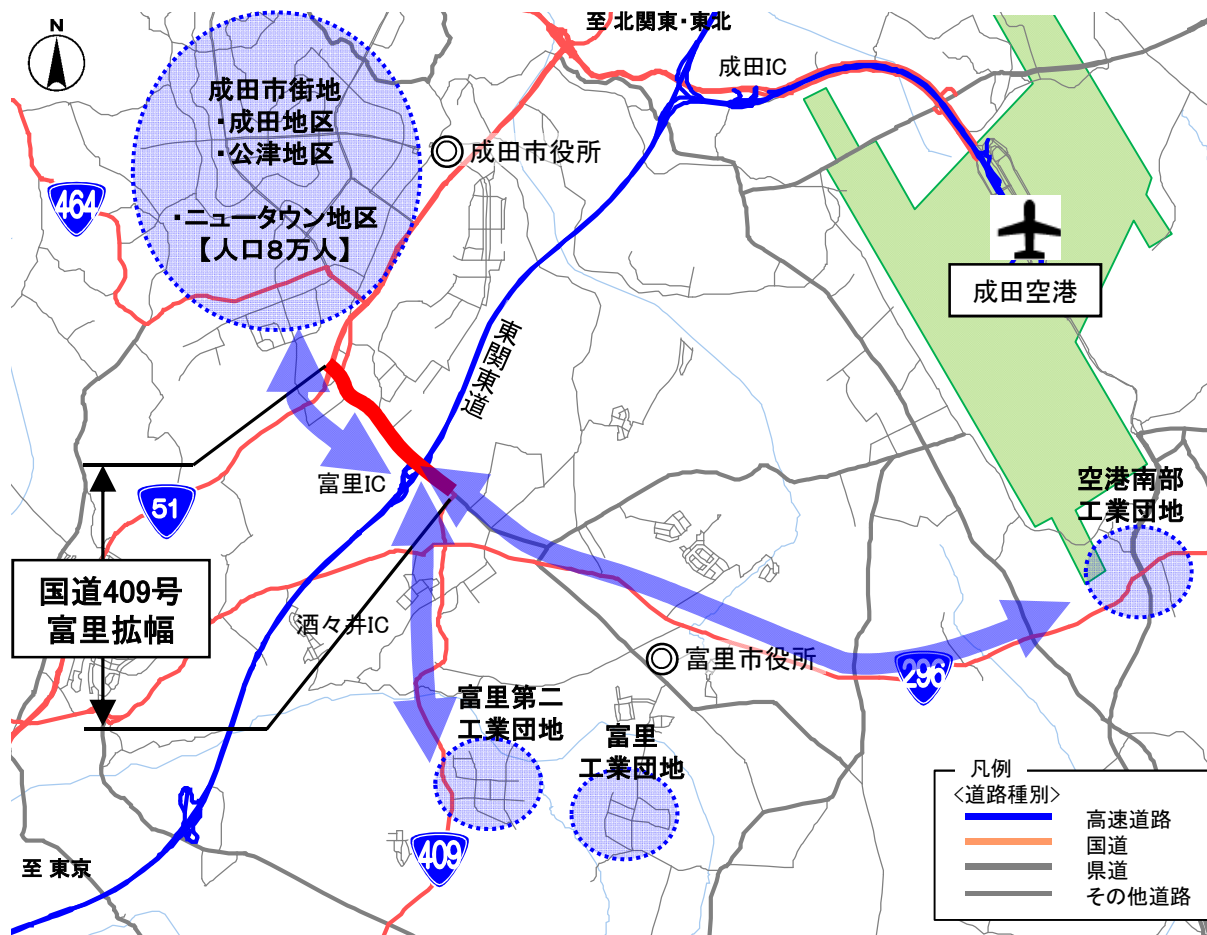 至 北関東・東北
N
成田IC
成田市街地
・成田地区
・公津地区
成田市役所
464
・ニュータウン地区
【人口8万人】
成田空港
東関東道
富里IC
空港南部
工業団地
51
国道409号
富里拡幅
酒々井IC
富里市役所
296
富里第二
工業団地
富里
工業団地
凡例
<道路種別>
高速道路
国道
県道
その他道路
409
至 東京